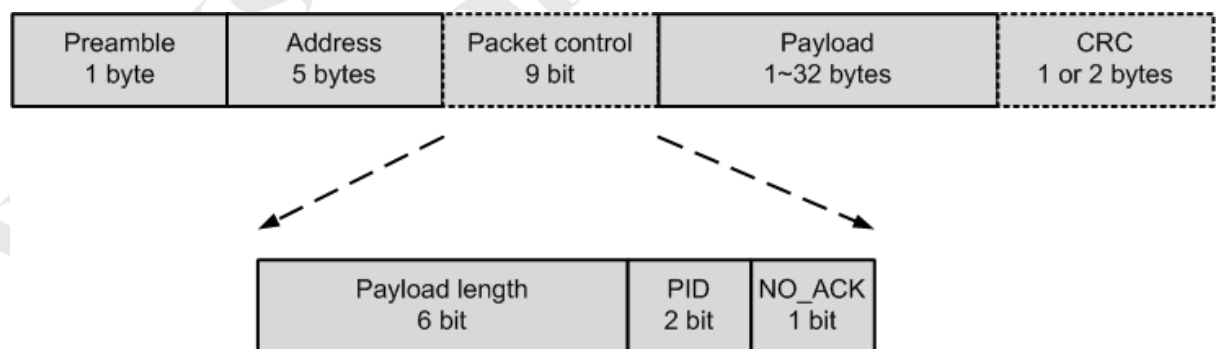 Preamble
1 byte
Address
5 bytes
Packet control
9 bit
Payload
1~32 bytes
CRC
1 or 2 bytes
Payload length
6 bit
PID
2 bit
NO_ACK
1 bit